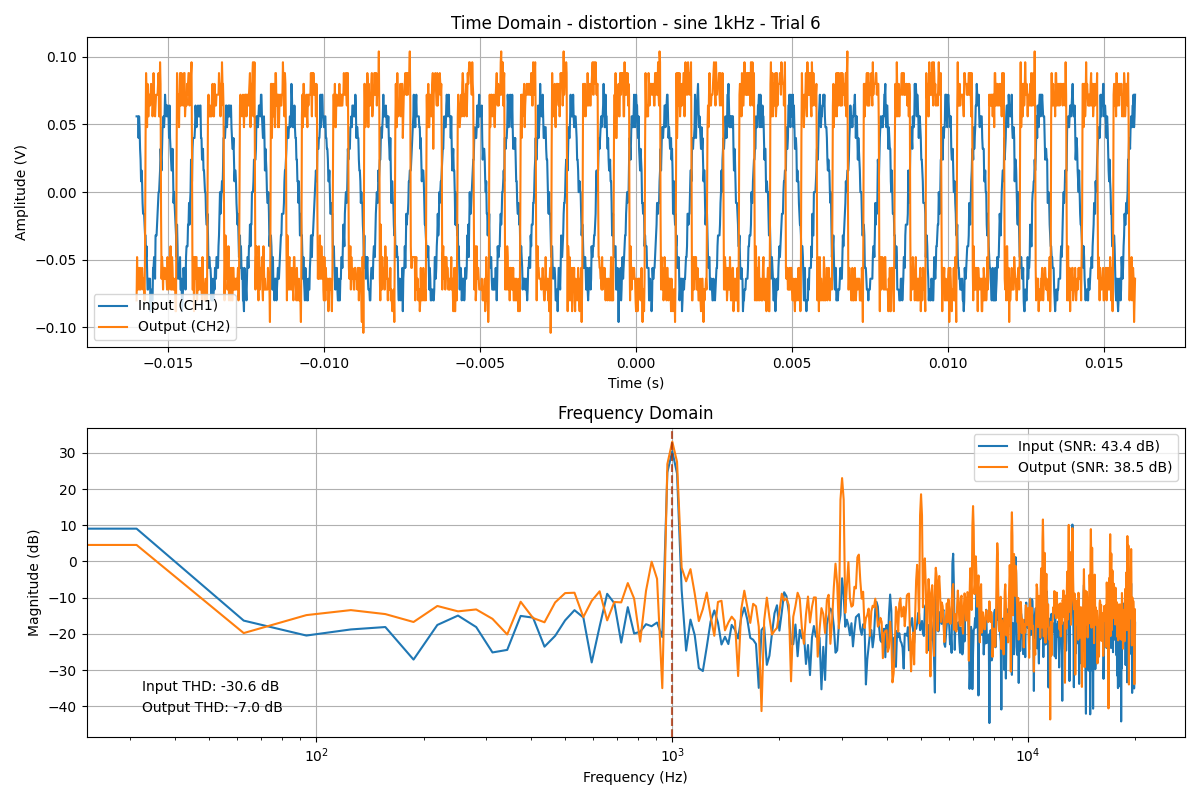 Time Domain - distortion - sine 1kHz - Trial 6
0.10
0.05
0.00
−0.05
−0.10
Amplitude (V)
Input (CH1)
Output (CH2)
−0.015
−0.010
−0.005
0.000
0.005
0.010
0.015
Time (s)
Frequency Domain
30
20
10
0
−10
−20
−30
−40
Magnitude (dB)
Input (SNR: 43.4 dB)
Output (SNR: 38.5 dB)
Input THD: -30.6 dB
Output THD: -7.0 dB
10²
10³
10⁴
Frequency (Hz)